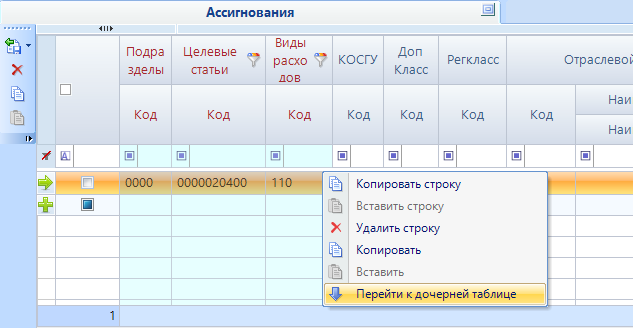 Ассигнования
Подра
зделы
Целевые
статьи
Виды
расхо
дов
КОСГУ
Доп
Класс
Регкласс
Отраслевой
Код
Код
Код
Код
Код
Код
Код
Наи
Наи
0000
0000020400
110
Копировать строку
Вставить строку
Удалить строку
Копировать
Вставить
Перейти к дочерней таблице
1